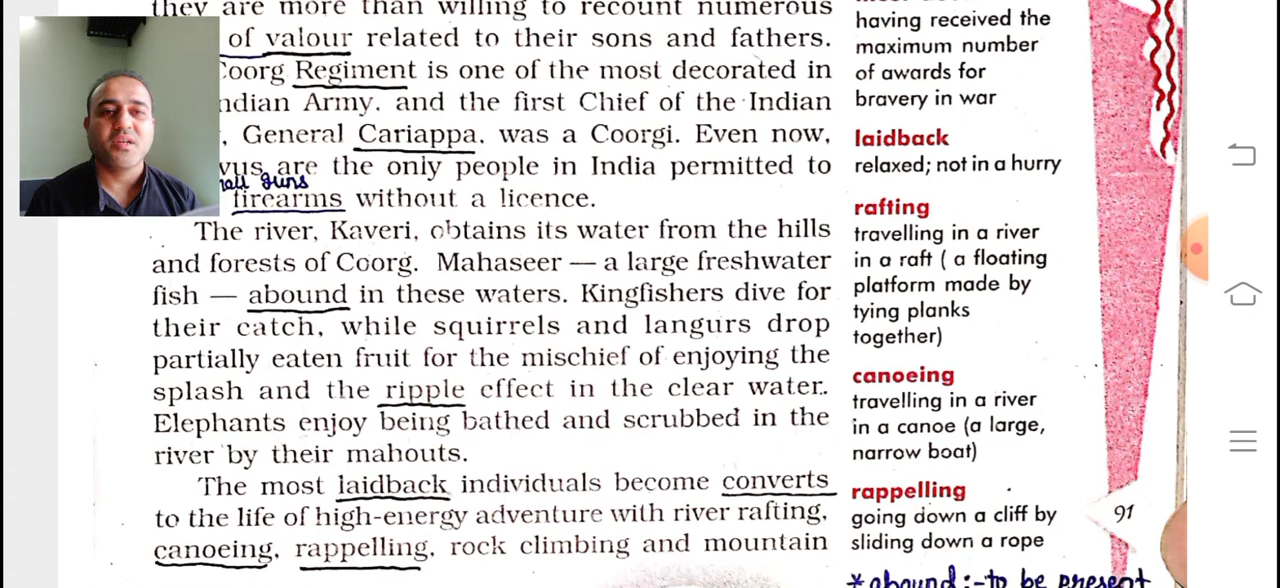 they are more than willing to recount numerous
of valour related to their sons and fathers.
Coorg Regiment is one of the most decorated in
ndian Army, and the first Chief of the Indian
, General Cariappa, was a Coorgi. Even now,
vus are the only people in India permitted to
all guns
firearms without a licence.
The river, Kaveri, obtains its water from the hills
and forests of Coorg. Mahaseer — a large freshwater
fish — abound in these waters. Kingfishers dive for
their catch, while squirrels and langurs drop
partially eaten fruit for the mischief of enjoying the
splash and the ripple effect in the clear water.
Elephants enjoy being bathed and scrubbed in the
river by their mahouts.
The most laidback individuals become converts
to the life of high-energy adventure with river rafting,
canoeing, rappelling, rock climbing and mountain
having received the
maximum number
of awards for
bravery in war
laidback
relaxed; not in a hurry
rafting
travelling in a river
in a raft ( a floating
platform made by
tying planks
together)
canoeing
travelling in a river
in a canoe (a large,
narrow boat)
rappelling
going down a cliff by
sliding down a rope
91
* abound :- to be present